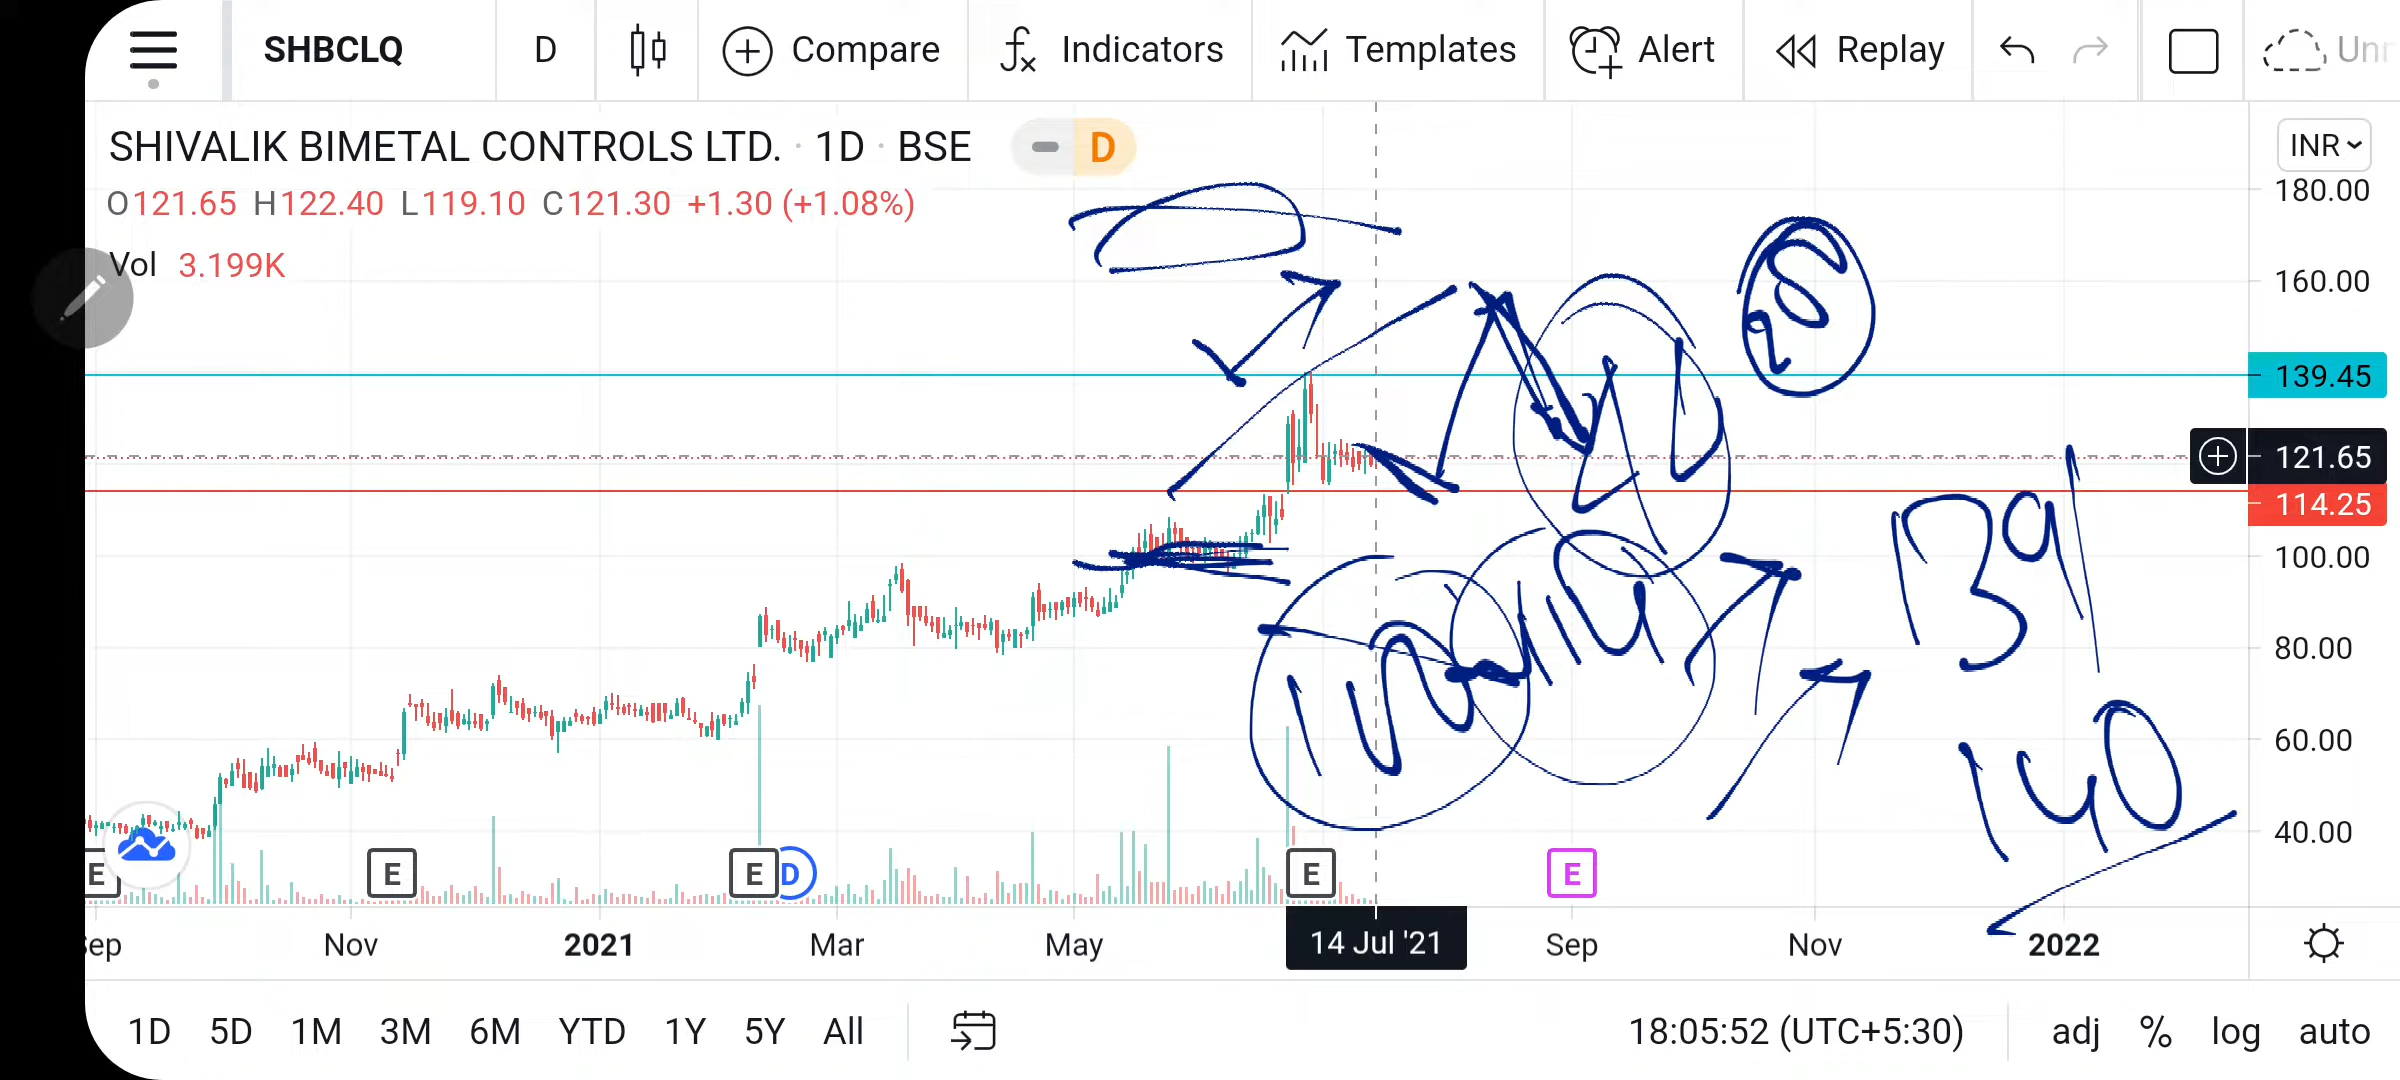 SHBCLQ D Compare Indicators Templates Alert Replay
SHIVALIK BIMETAL CONTROLS LTD. · 1D · BSE D INR
O121.65 H122.40 L119.10 C121.30 +1.30 (+1.08%)
Vol 3.199K
180.00
160.00
139.45
121.65
114.25
100.00
80.00
60.00
40.00
139
140
E E E D E E
Sep Nov 2021 Mar May 14 Jul '21 Sep Nov 2022
1D 5D 1M 3M 6M YTD 1Y 5Y All 18:05:52 (UTC+5:30) adj % log auto